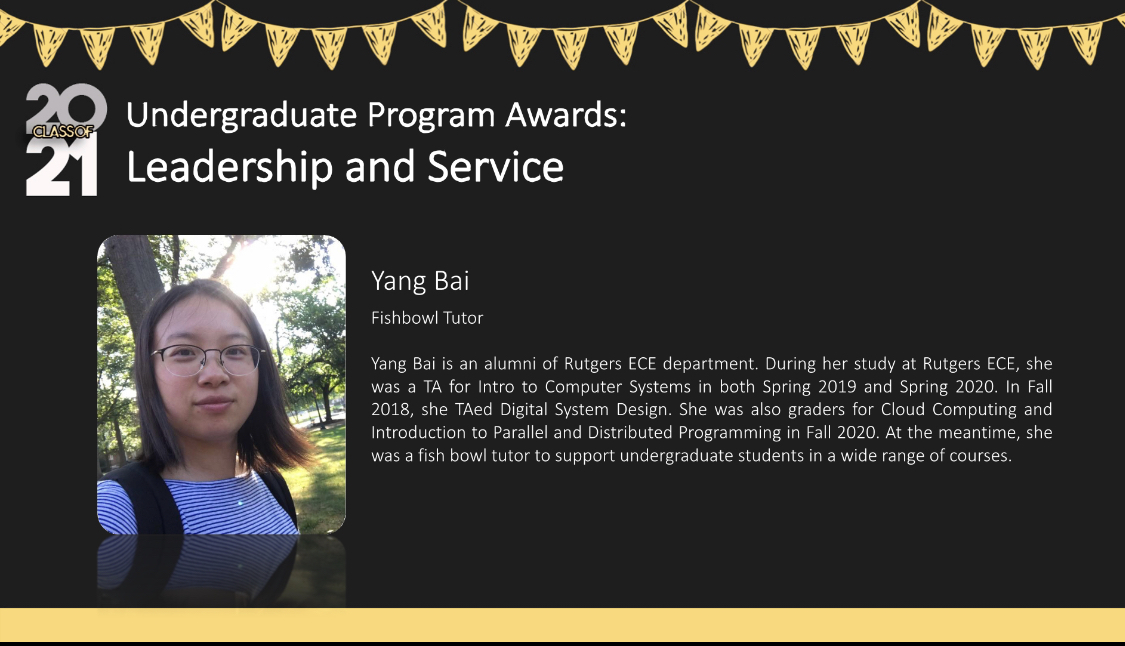 20
CLASS OF
21
Undergraduate Program Awards:
Leadership and Service
Yang Bai
Fishbowl Tutor
Yang Bai is an alumni of Rutgers ECE department. During her study at Rutgers ECE, she
was a TA for Intro to Computer Systems in both Spring 2019 and Spring 2020. In Fall
2018, she TAed Digital System Design. She was also graders for Cloud Computing and
Introduction to Parallel and Distributed Programming in Fall 2020. At the meantime, she
was a fish bowl tutor to support undergraduate students in a wide range of courses.